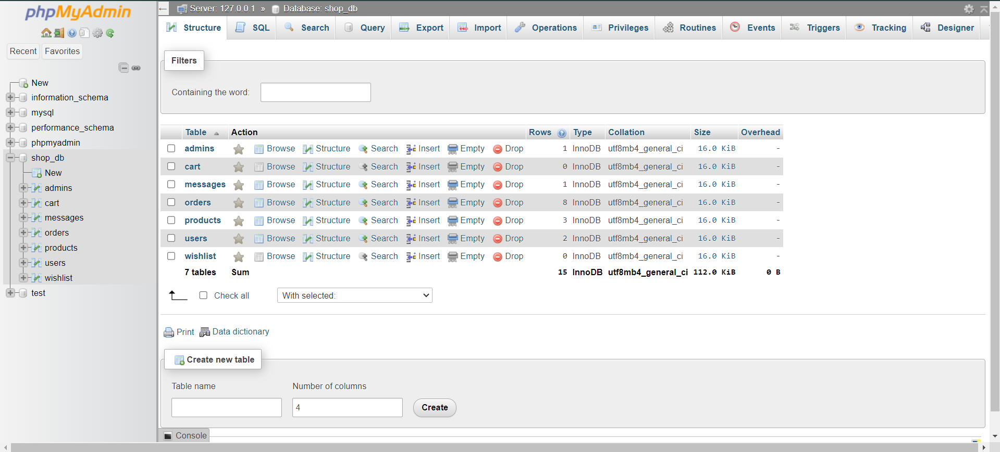 phpMyAdmin
Recent Favorites
New
information_schema
mysql
performance_schema
phpmyadmin
shop_db
New
admins
cart
messages
orders
products
users
wishlist
test
Server: 127.0.0.1 » Database: shop_db
Structure SQL Search Query Export Import Operations Privileges Routines Events Triggers Tracking Designer
Filters
Containing the word:
Table Action Rows Type Collation Size Overhead
admins Browse Structure Search Insert Empty Drop 1 InnoDB utf8mb4_general_ci 16.0 KiB -
cart Browse Structure Search Insert Empty Drop 0 InnoDB utf8mb4_general_ci 16.0 KiB -
messages Browse Structure Search Insert Empty Drop 1 InnoDB utf8mb4_general_ci 16.0 KiB -
orders Browse Structure Search Insert Empty Drop 8 InnoDB utf8mb4_general_ci 16.0 KiB -
products Browse Structure Search Insert Empty Drop 3 InnoDB utf8mb4_general_ci 16.0 KiB -
users Browse Structure Search Insert Empty Drop 2 InnoDB utf8mb4_general_ci 16.0 KiB -
wishlist Browse Structure Search Insert Empty Drop 0 InnoDB utf8mb4_general_ci 16.0 KiB -
7 tables Sum 15 InnoDB utf8mb4_general_ci 112.0 KiB 0 B
Check all With selected:
Print Data dictionary
Create new table
Table name Number of columns
4 Create
Console